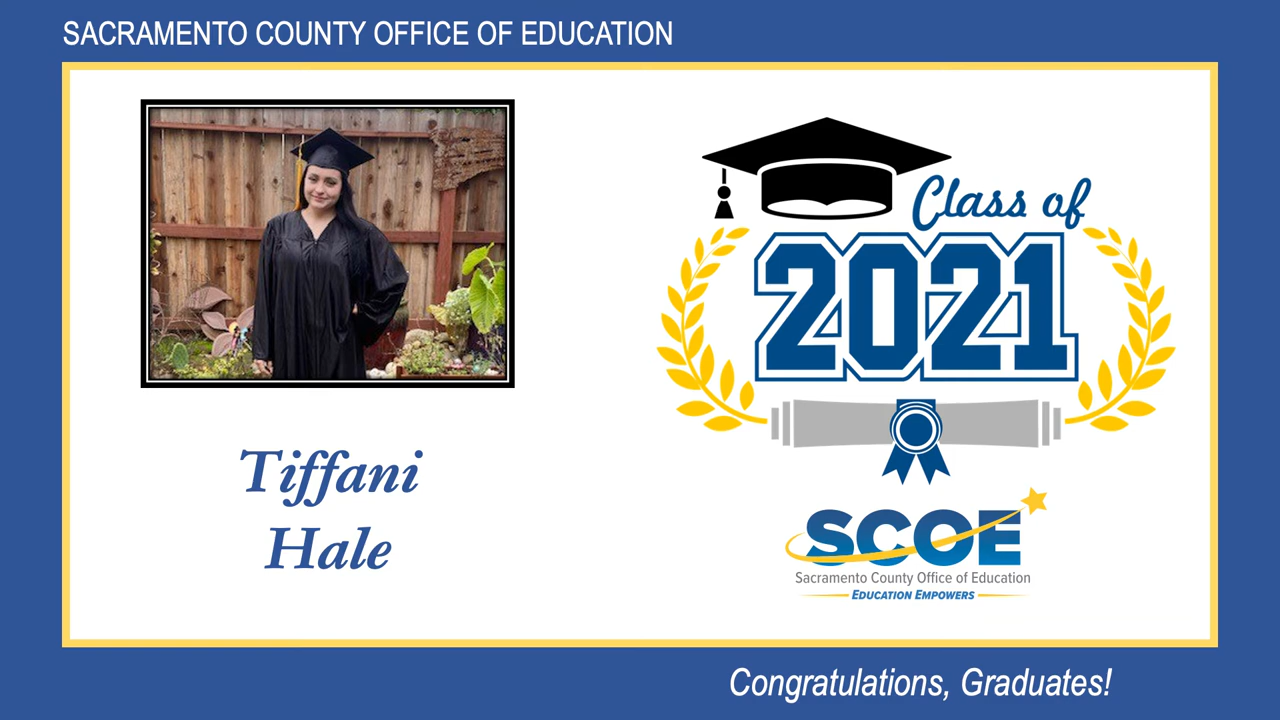 SACRAMENTO COUNTY OFFICE OF EDUCATION
Tiffani
Hale
Class of
2021
SCOE
Sacramento County Office of Education
EDUCATION EMPOWERS
Congratulations, Graduates!